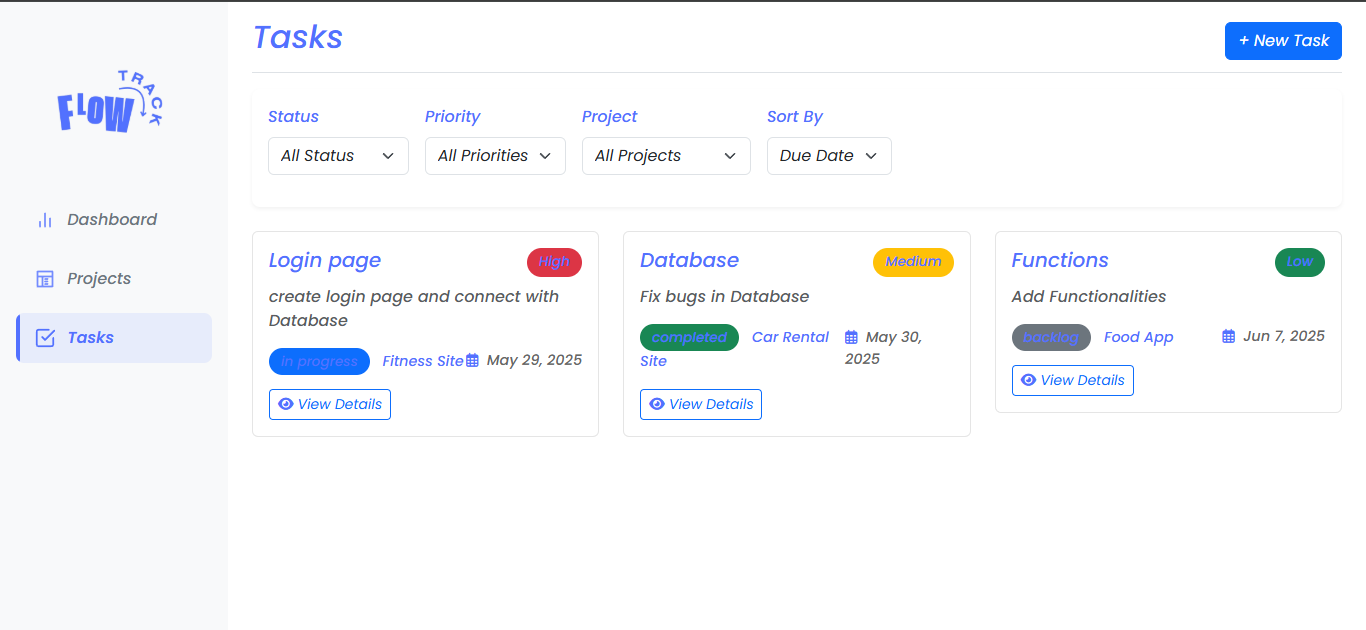 TRACK
FLOW
Dashboard
Projects
Tasks
Tasks
+ New Task
Status
Priority
Project
Sort By
All Status
All Priorities
All Projects
Due Date
Login page
High
create login page and connect with
Database
in progress Fitness Site May 29, 2025
View Details
Database
Medium
Fix bugs in Database
completed Car Rental
Site
May 30,
2025
View Details
Functions
Low
Add Functionalities
backlog Food App Jun 7, 2025
View Details